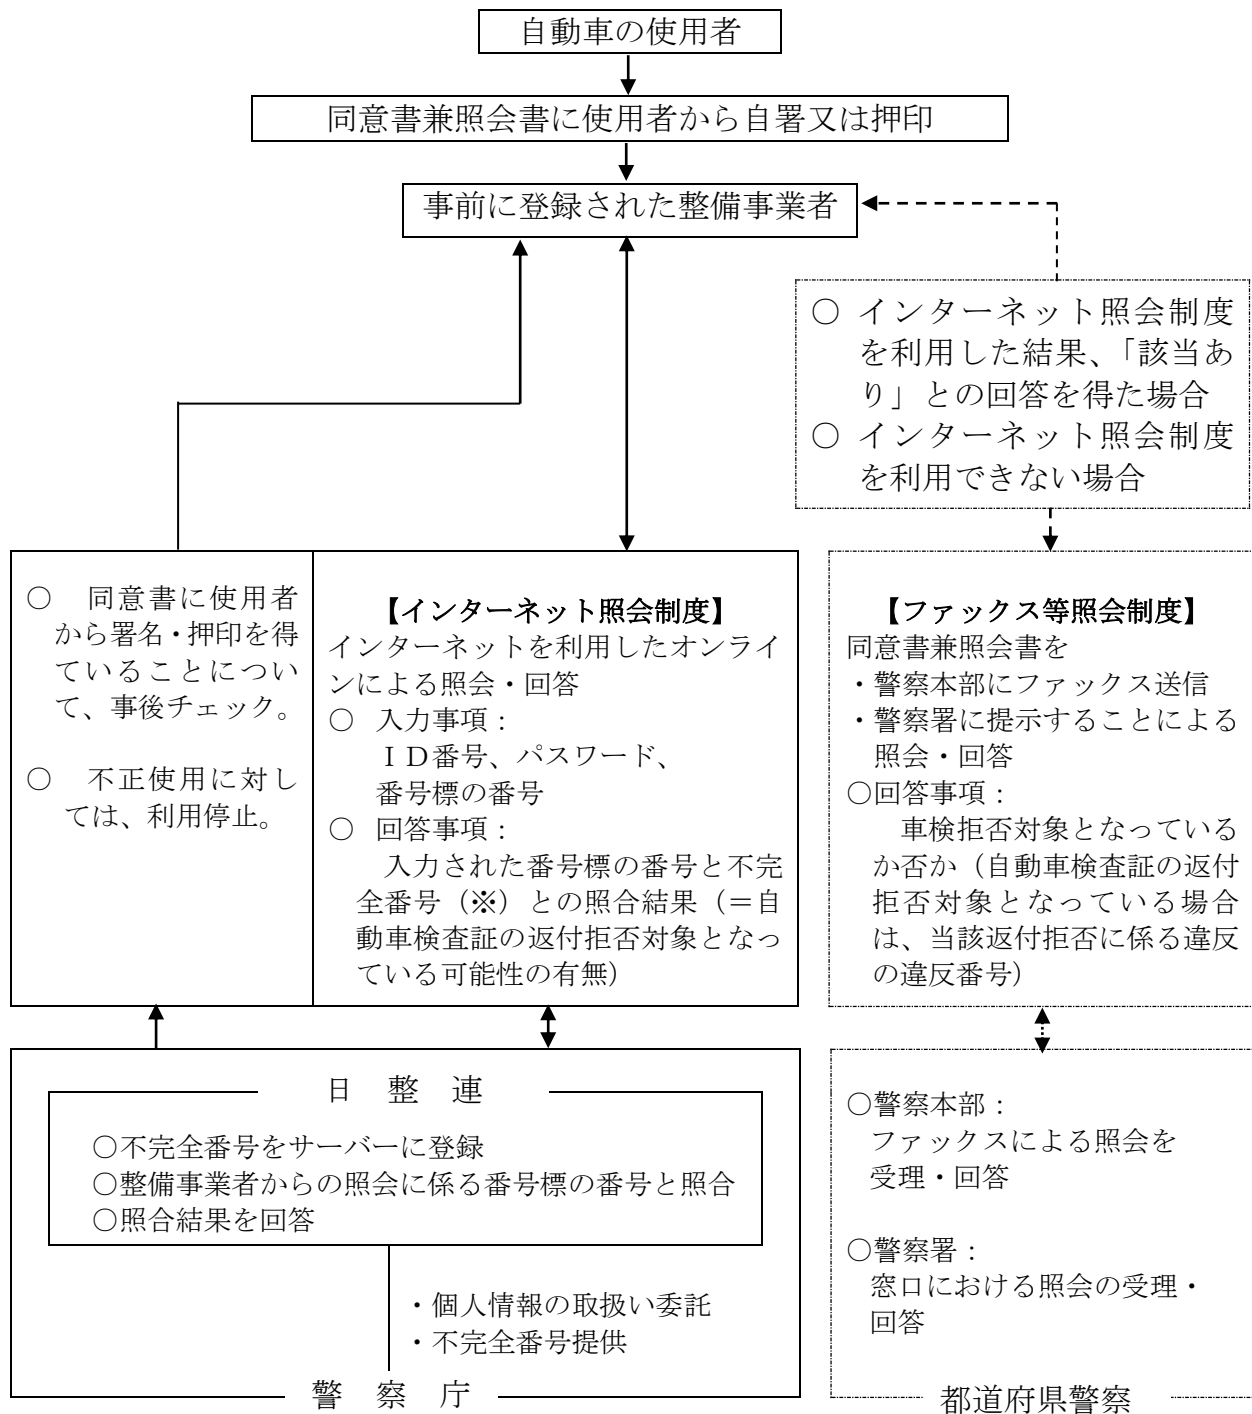 自動車の使用者
同意書兼照会書に使用者から自署又は押印
事前に登録された整備事業者
○ インターネット照会制度
を利用した結果、「該当あ
り」との回答を得た場合
○ インターネット照会制度
を利用できない場合
○ 同意書に使用者
から署名・押印を得
ていることについ
て、事後チェック。
○ 不正使用に対し
ては、利用停止。
【インターネット照会制度】
インターネットを利用したオンライ
ンによる照会・回答
○ 入力事項：
ＩＤ番号、パスワード、
番号標の番号
○ 回答事項：
入力された番号標の番号と不完
全番号（※）との照合結果（＝自
動車検査証の返付拒否対象となっ
ている可能性の有無）
【ファックス等照会制度】
同意書兼照会書を
・警察本部にファックス送信
・警察署に提示することによる
照会・回答
○回答事項：
車検拒否対象となっている
か否か（自動車検査証の返付
拒否対象となっている場合
は、当該返付拒否に係る違反
の違反番号）
日 整 連
○不完全番号をサーバーに登録
○整備事業者からの照会に係る番号標の番号と照合
○照合結果を回答
・個人情報の取扱い委託
・不完全番号提供
警 察 庁
○警察本部：
ファックスによる照会を
受理・回答
○警察署：
窓口における照会の受理・
回答
都道府県警察